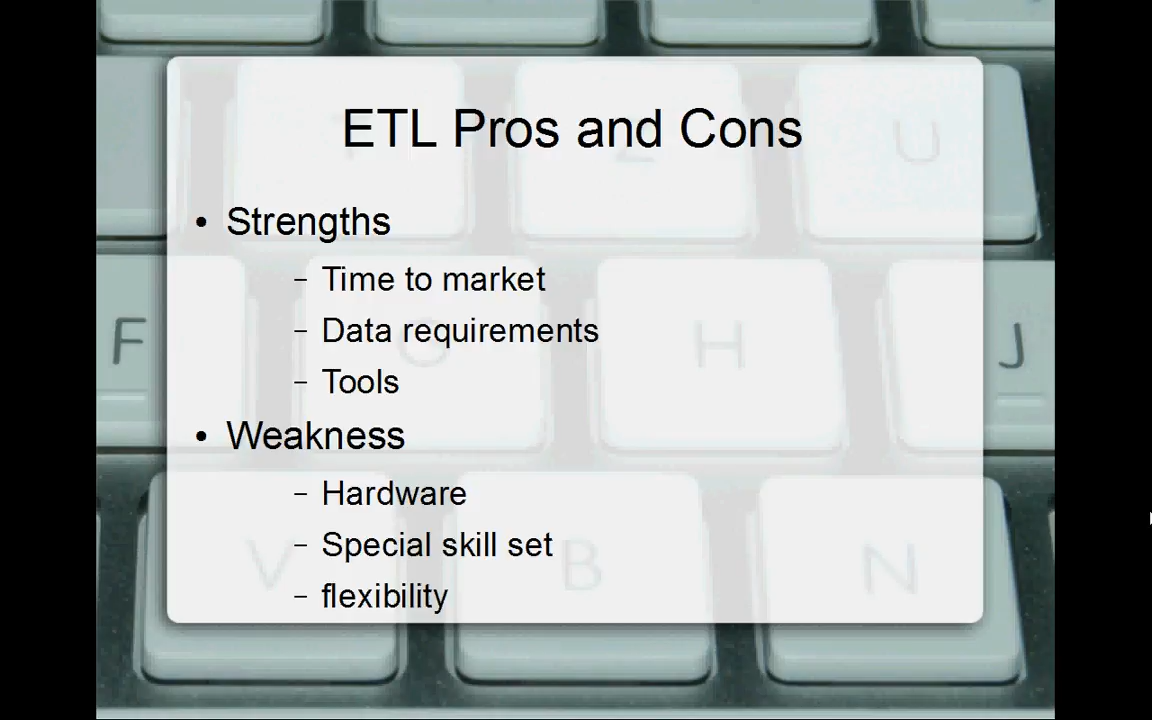 ETL Pros and Cons
• Strengths
– Time to market
– Data requirements
– Tools
• Weakness
– Hardware
– Special skill set
– flexibility
U
F
G
H
J
V
B
N